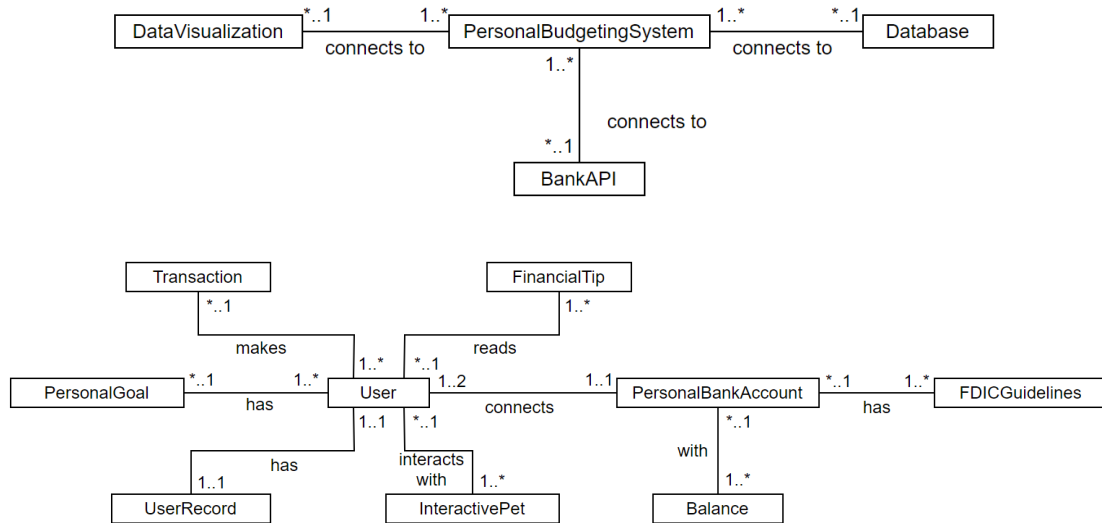 *..1 1..* 1..* *..1
DataVisualization PersonalBudgetingSystem Database
connects to connects to
1..*
connects to
*..1
BankAPI
Transaction FinancialTip
*..1 1..*
makes reads
1..* *..1
*..1 1..* 1..2 1..1 *..1 1..*
PersonalGoal User PersonalBankAccount FDICGuidelines
has connects has
1..1 *..1 *..1
with
has interacts
with
1..1 1..* 1..*
UserRecord InteractivePet Balance